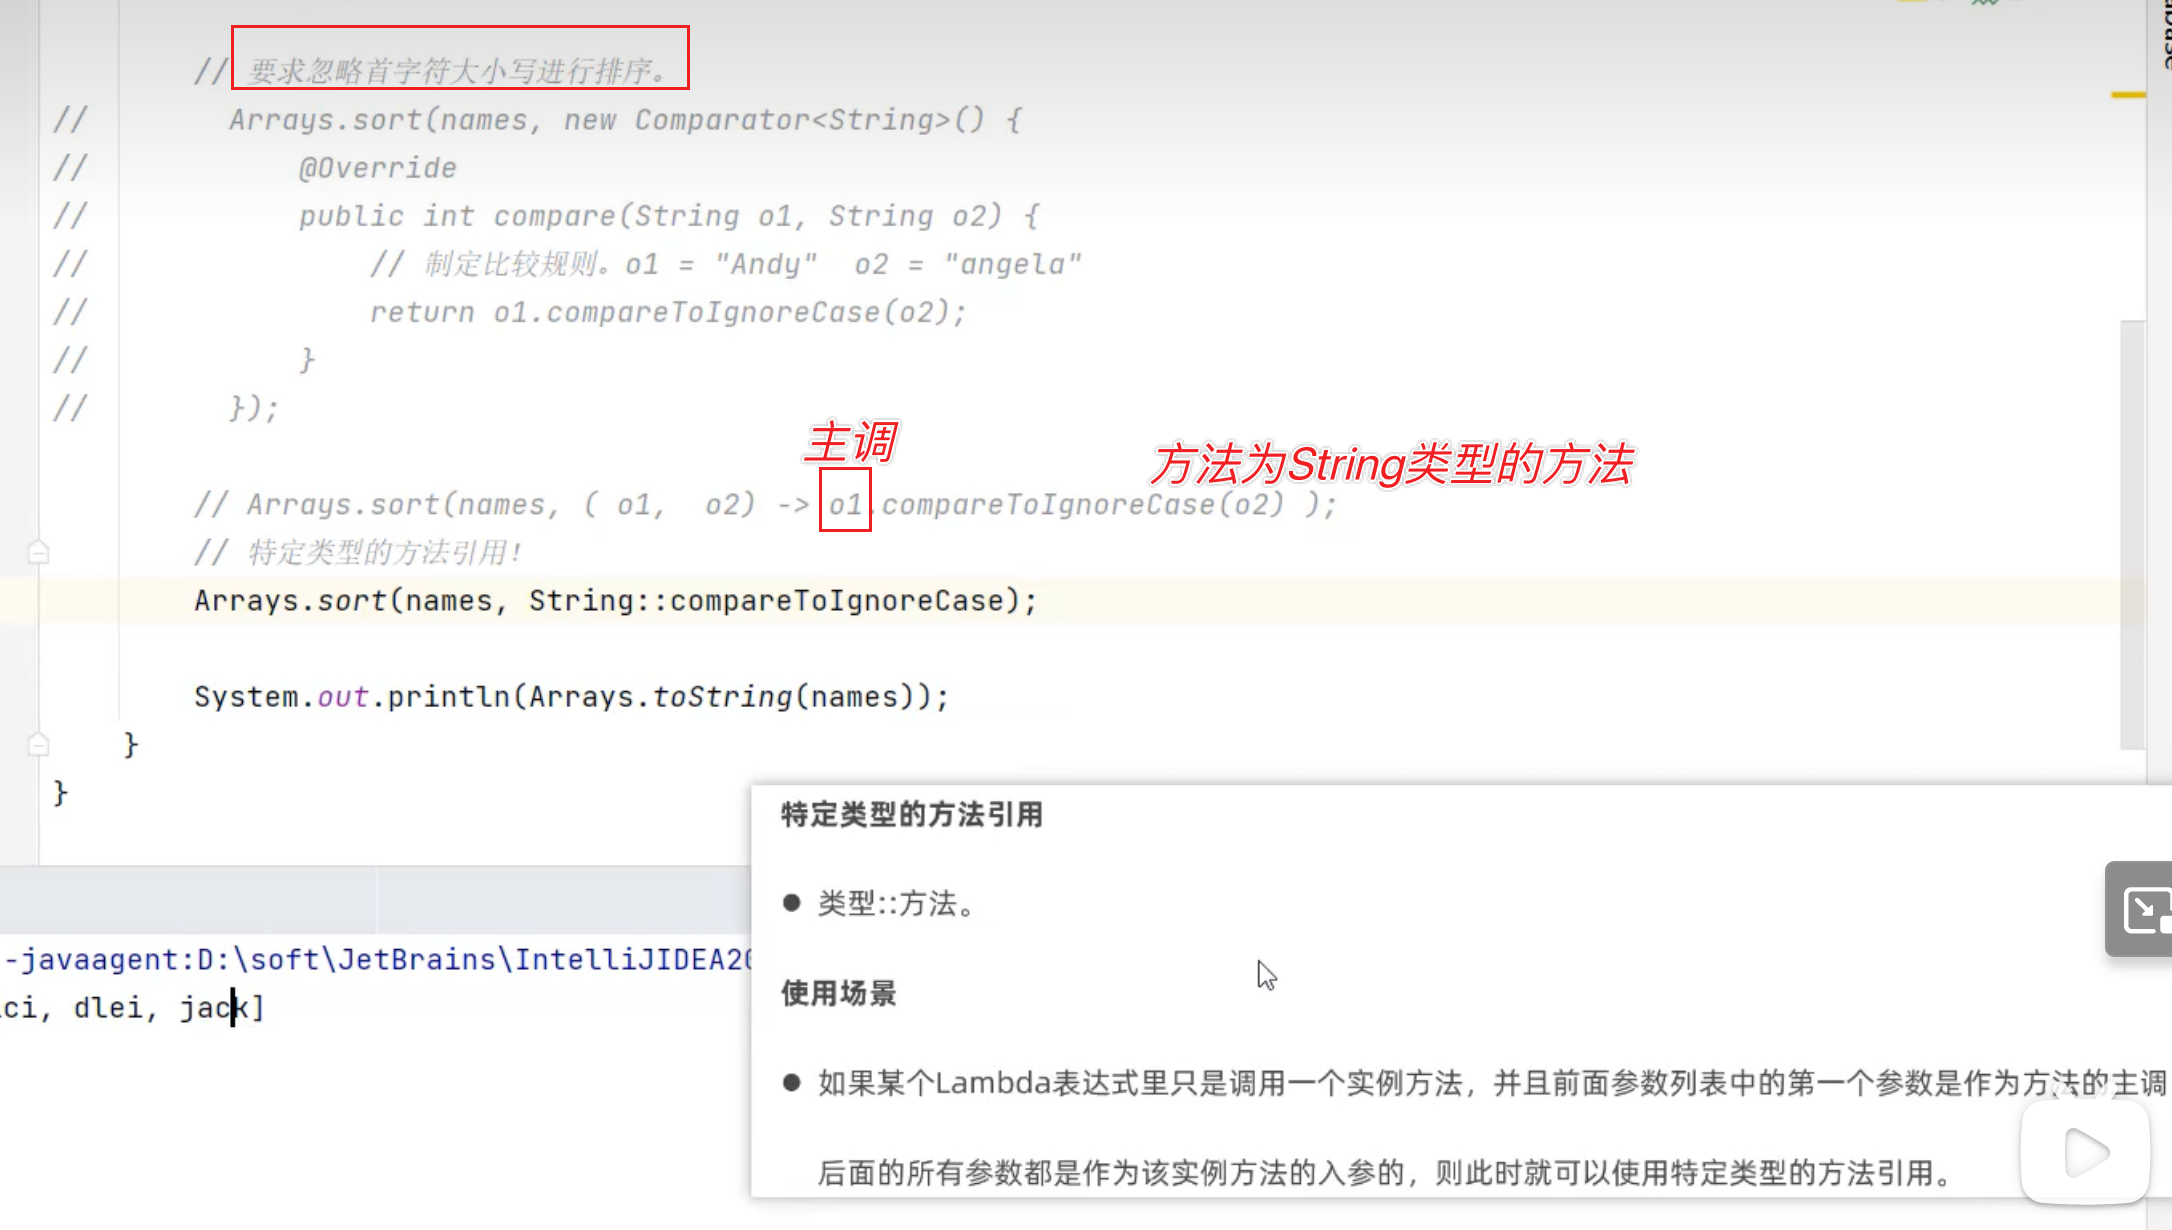 // 要求忽略首字符大小写进行排序。
// Arrays.sort(names, new Comparator<String>() {
// @Override
// public int compare(String o1, String o2) {
// // 制定比较规则。o1 = "Andy" o2 = "angela"
// return o1.compareToIgnoreCase(o2);
// }
// });
主调
方法为String类型的方法
// Arrays.sort(names, ( o1, o2) -> o1.compareToIgnoreCase(o2) );
// 特定类型的方法引用!
Arrays.sort(names, String::compareToIgnoreCase);
System.out.println(Arrays.toString(names));
}
}
特定类型的方法引用
● 类型::方法。
使用场景
● 如果某个Lambda表达式里只是调用一个实例方法，并且前面参数列表中的第一个参数是作为方法的主调
后面的所有参数都是作为该实例方法的入参的，则此时就可以使用特定类型的方法引用。
-javaagent:D:\soft\JetBrains\IntelliJIDEA20
ci, dlei, jack]